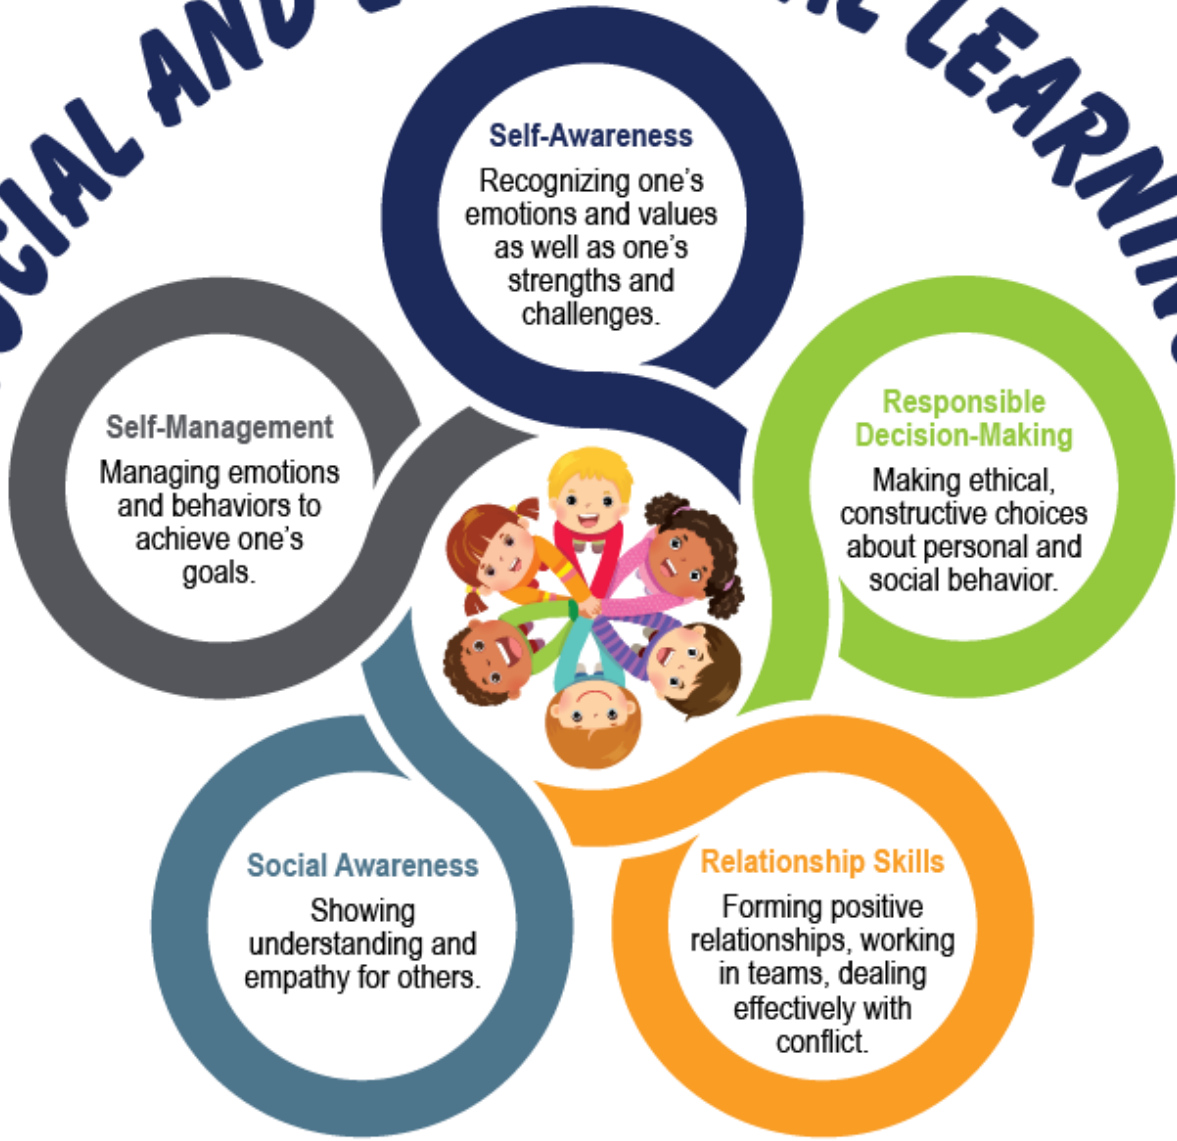 AND
LEARNIN
Self-Awareness
Recognizing one’s
emotions and values
as well as one’s
strengths and
challenges.
Self-Management
Managing emotions
and behaviors to
achieve one’s
goals.
Responsible
Decision-Making
Making ethical,
constructive choices
about personal and
social behavior.
Social Awareness
Showing
understanding and
empathy for others.
Relationship Skills
Forming positive
relationships, working
in teams, dealing
effectively with
conflict.